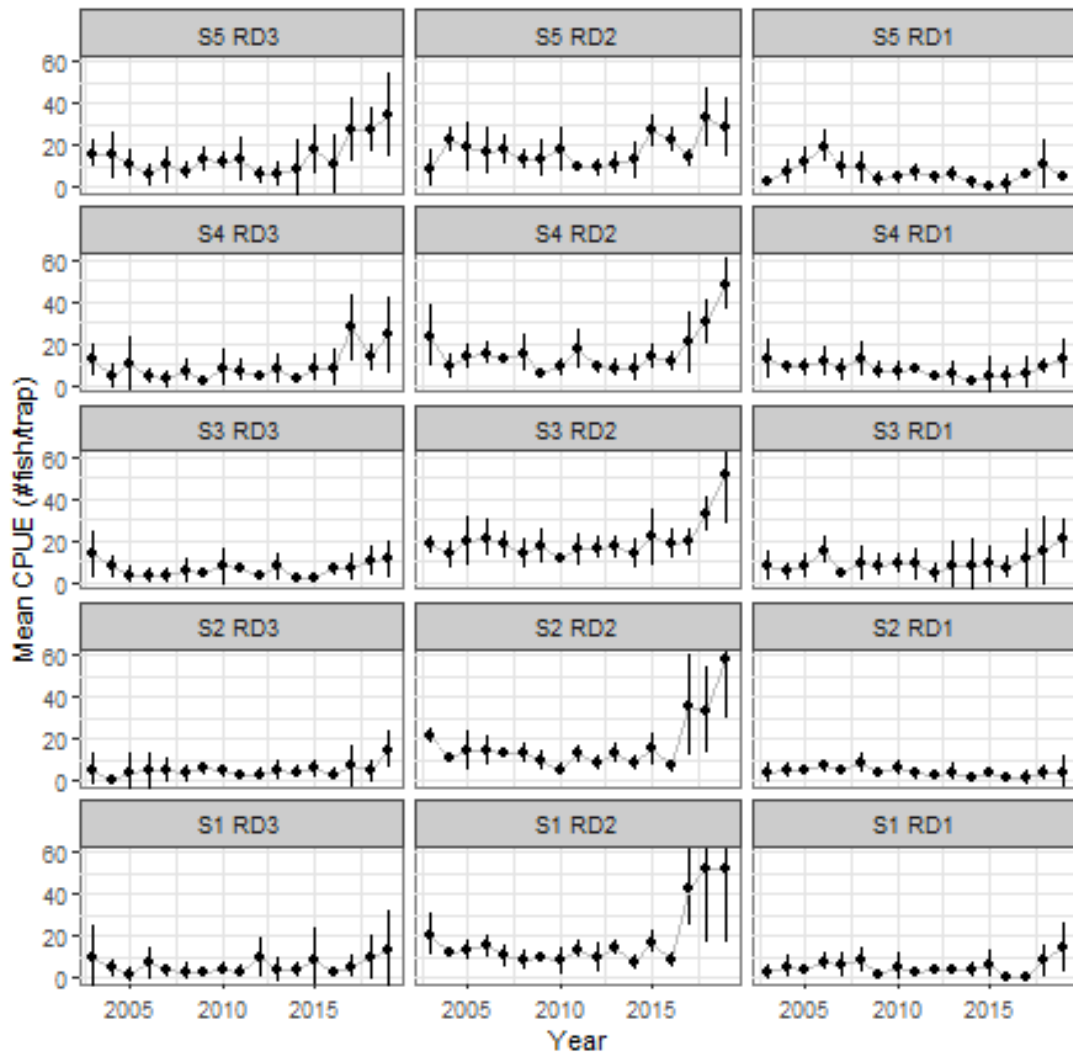 S5 RD3 S5 RD2 S5 RD1
60
40
20
0
S4 RD3 S4 RD2 S4 RD1
60
40
20
0
S3 RD3 S3 RD2 S3 RD1
60
40
20
0
S2 RD3 S2 RD2 S2 RD1
60
40
20
0
S1 RD3 S1 RD2 S1 RD1
60
40
20
0
Mean CPUE (#fish/trap)
2005 2010 2015 2005 2010 2015 2005 2010 2015
Year